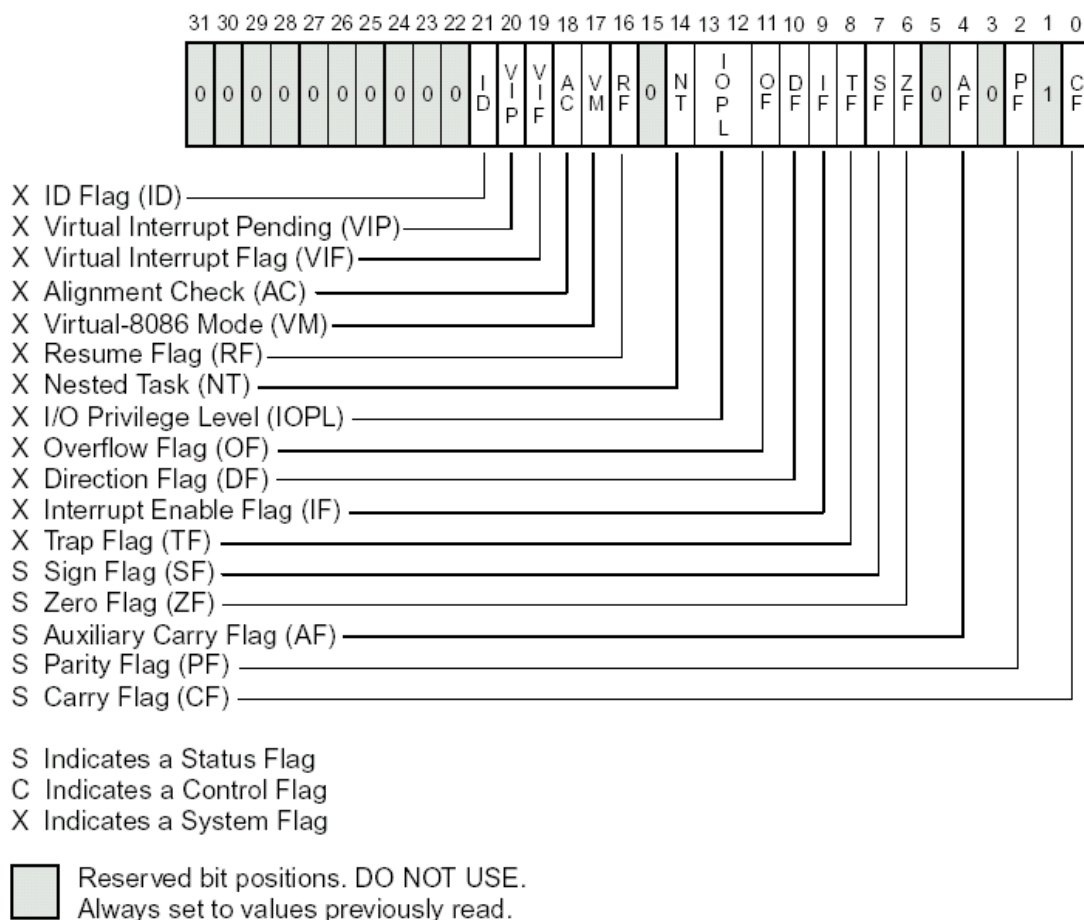 31 30 29 28 27 26 25 24 23 22 21 20 19 18 17 16 15 14 13 12 11 10 9 8 7 6 5 4 3 2 1 0
0 0 0 0 0 0 0 0 0 0 ID VIP VIF AC VM RF 0 NT IOPL OF DF IF TF SF ZF 0 AF 0 PF 1 CF
X ID Flag (ID)
X Virtual Interrupt Pending (VIP)
X Virtual Interrupt Flag (VIF)
X Alignment Check (AC)
X Virtual-8086 Mode (VM)
X Resume Flag (RF)
X Nested Task (NT)
X I/O Privilege Level (IOPL)
X Overflow Flag (OF)
X Direction Flag (DF)
X Interrupt Enable Flag (IF)
X Trap Flag (TF)
S Sign Flag (SF)
S Zero Flag (ZF)
S Auxiliary Carry Flag (AF)
S Parity Flag (PF)
S Carry Flag (CF)
S Indicates a Status Flag
C Indicates a Control Flag
X Indicates a System Flag
Reserved bit positions. DO NOT USE.
Always set to values previously read.